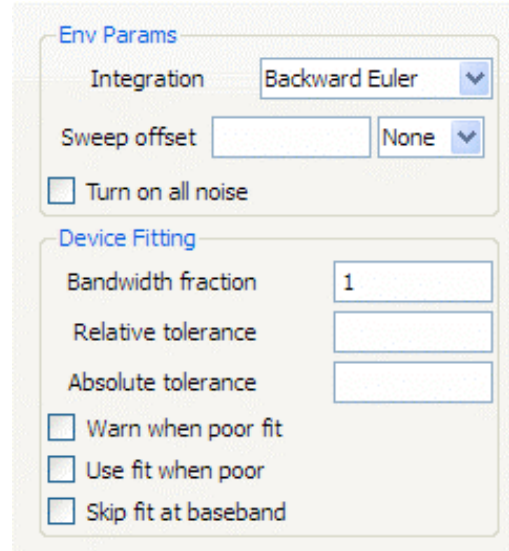 Env Params
Integration Backward Euler
Sweep offset None
Turn on all noise
Device Fitting
Bandwidth fraction 1
Relative tolerance
Absolute tolerance
Warn when poor fit
Use fit when poor
Skip fit at baseband